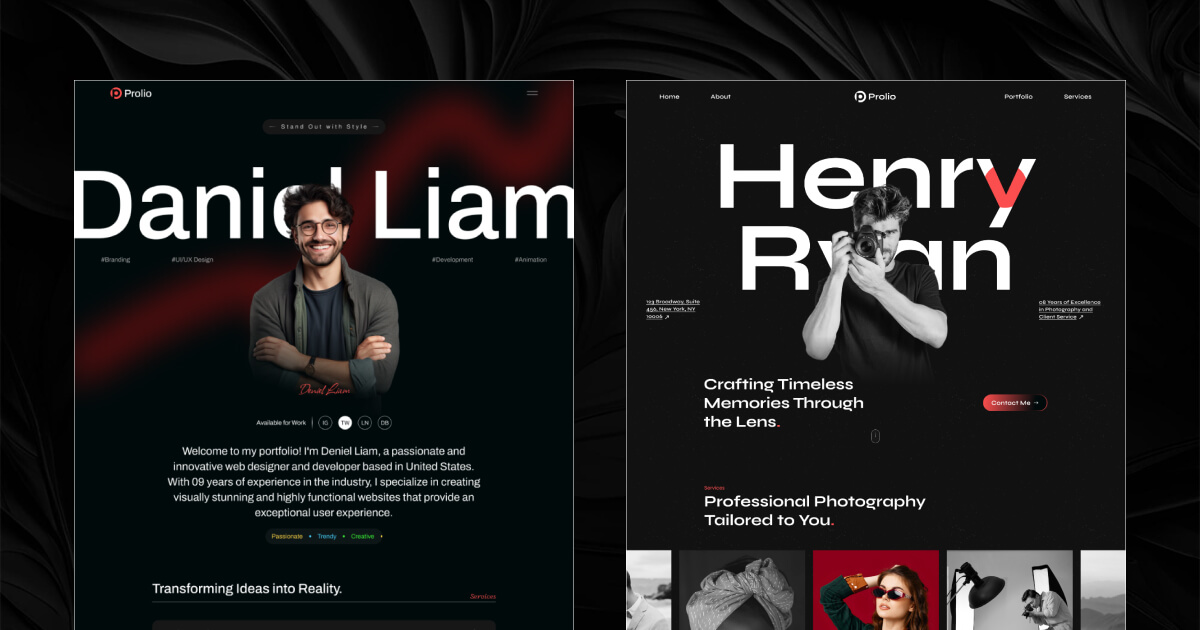 Prolio
Stand Out with Style
Daniel Liam
#Branding
#UI/UX Design
#Development
#Animation
Deniel Liam
Available for Work
IG
TW
LN
DB
Welcome to my portfolio! I'm Deniel Liam, a passionate and
innovative web designer and developer based in United States.
With 09 years of experience in the industry, I specialize in creating
visually stunning and highly functional websites that provide an
exceptional user experience.
Passionate
Trendy
Creative
Transforming Ideas into Reality.
Services
Home
About
Prolio
Portfolio
Services
Henry
Ryan
123 Broadway, Suite
456, New York, NY
10006 ↗
08 Years of Excellence
in Photography and
Client Service ↗
Crafting Timeless
Memories Through
the Lens.
Contact Me →
Services
Professional Photography
Tailored to You.